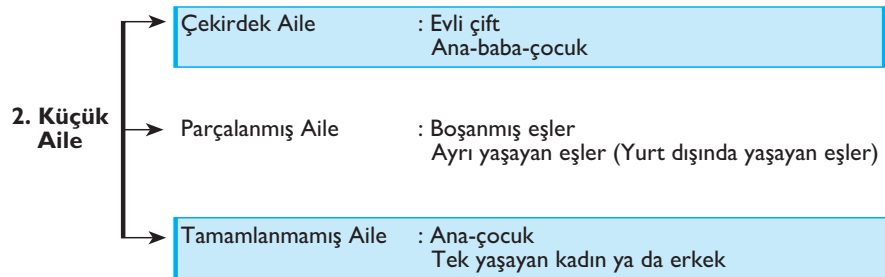 Çekirdek Aile : Evli çift
Ana-baba-çocuk
2. Küçük
Aile
Parçalanmış Aile : Boşanmış eşler
Ayrı yaşayan eşler (Yurt dışında yaşayan eşler)
Tamamlanmamış Aile : Ana-çocuk
Tek yaşayan kadın ya da erkek